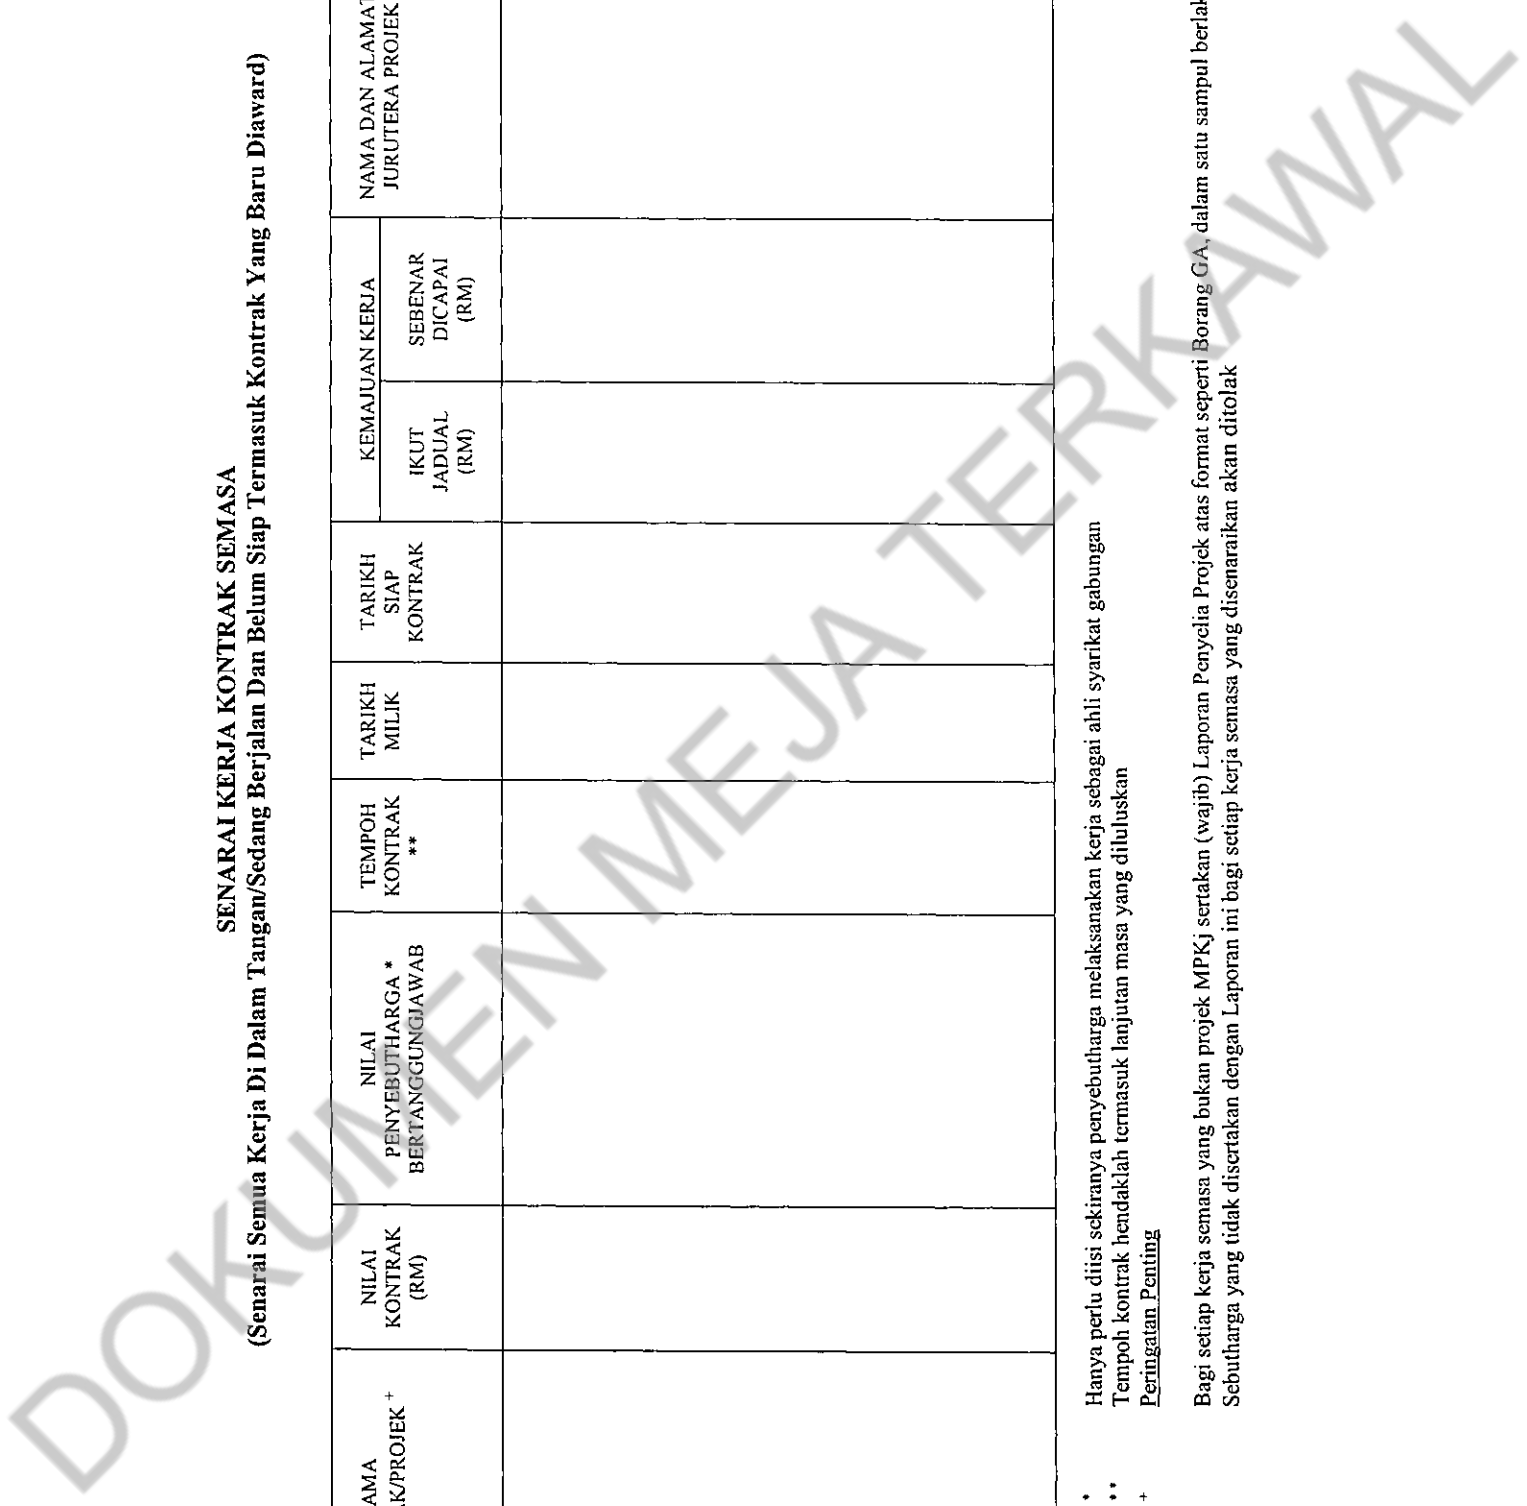 SENARAI KERJA KONTRAK SEMASA
(Senarai Semua Kerja Di Dalam Tangan/Sedang Berjalan Dan Belum Siap Termasuk Kontrak Yang Baru Diaward)
AMA
K/PROJEK +
NILAI
KONTRAK
(RM)
NILAI
PENYEBUTHARGA *
BERTANGGUNGJAWAB
TEMPOH
KONTRAK
**
TARIKH
MILIK
TARIKH
SIAP
KONTRAK
KEMAJUAN KERJA
IKUT
JADUAL
(RM)
SEBENAR
DICAPAI
(RM)
NAMA DAN ALAMAT
JURUTERA PROJEK
* Hanya perlu diisi sekiranya penyebutharga melaksanakan kerja sebagai ahli syarikat gabungan
** Tempoh kontrak hendaklah termasuk lanjutan masa yang diluluskan
+ Peringatan Penting
Bagi setiap kerja semasa yang bukan projek MPKj sertakan (wajib) Laporan Penyelia Projek atas format seperti Borang GA, dalam satu sampul berlak
Sebutharga yang tidak disertakan dengan Laporan ini bagi setiap kerja semasa yang disenaraikan akan ditolak
DOKUMEN MEJA TERKAWAL